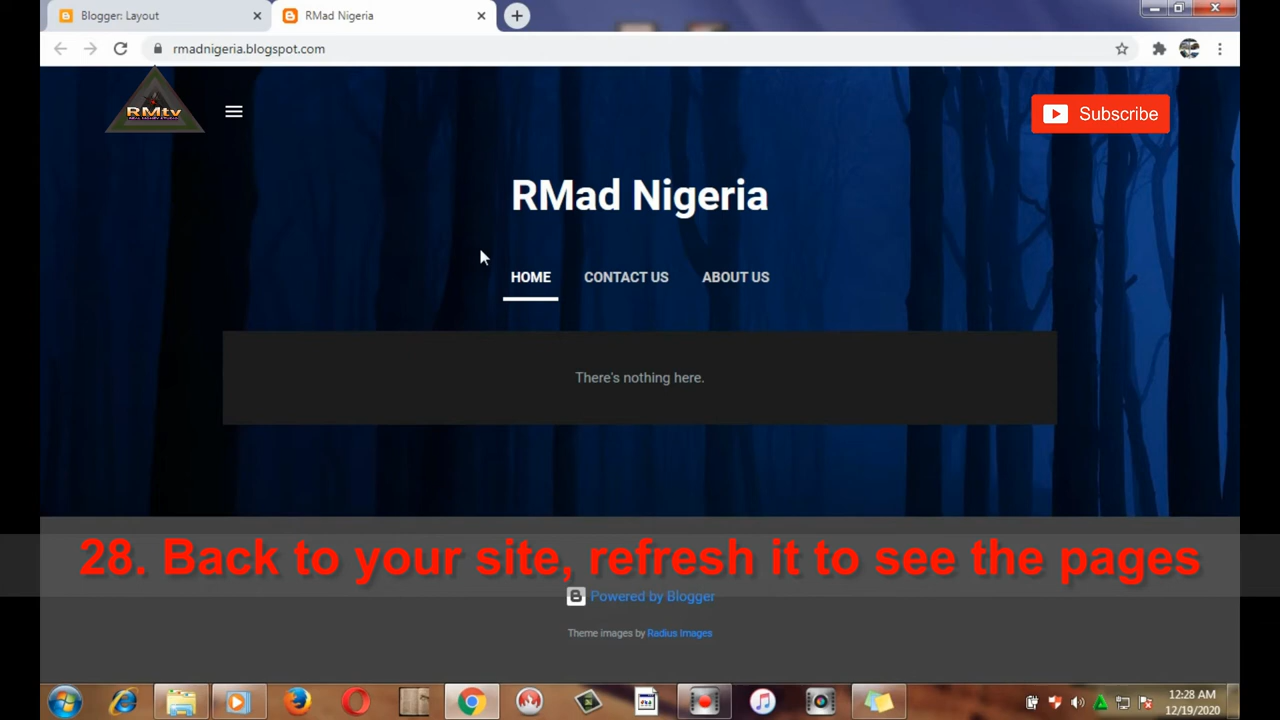 Blogger: Layout
RMad Nigeria
rmadnigeria.blogspot.com
RMtv
Subscribe
RMad Nigeria
HOME
CONTACT US
ABOUT US
There's nothing here.
28. Back to your site, refresh it to see the pages
Powered by Blogger
Theme images by Radius Images
12:28 AM
12/19/2020